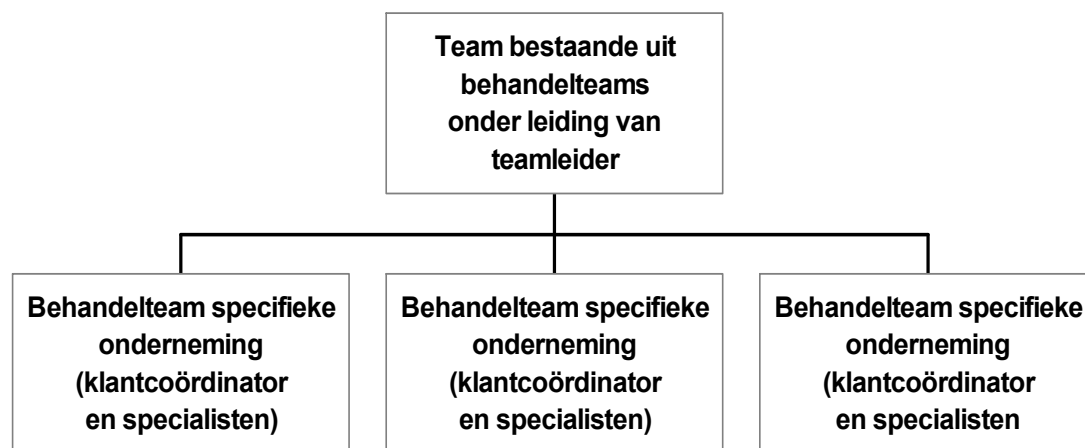 Team bestaande uit
behandelteams
onder leiding van
teamleider
Behandelteam specifieke
onderneming
(klantcoördinator
en specialisten)
Behandelteam specifieke
onderneming
(klantcoördinator
en specialisten)
Behandelteam specifieke
onderneming
(klantcoördinator
en specialisten